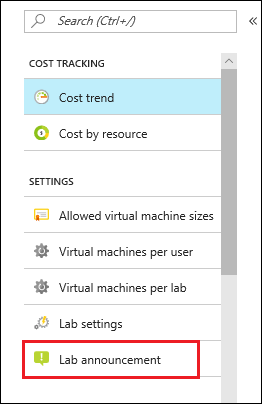 Search (Ctrl+/)
«
COST TRACKING
Cost trend
Cost by resource
SETTINGS
Allowed virtual machine sizes
Virtual machines per user
Virtual machines per lab
Lab settings
Lab announcement